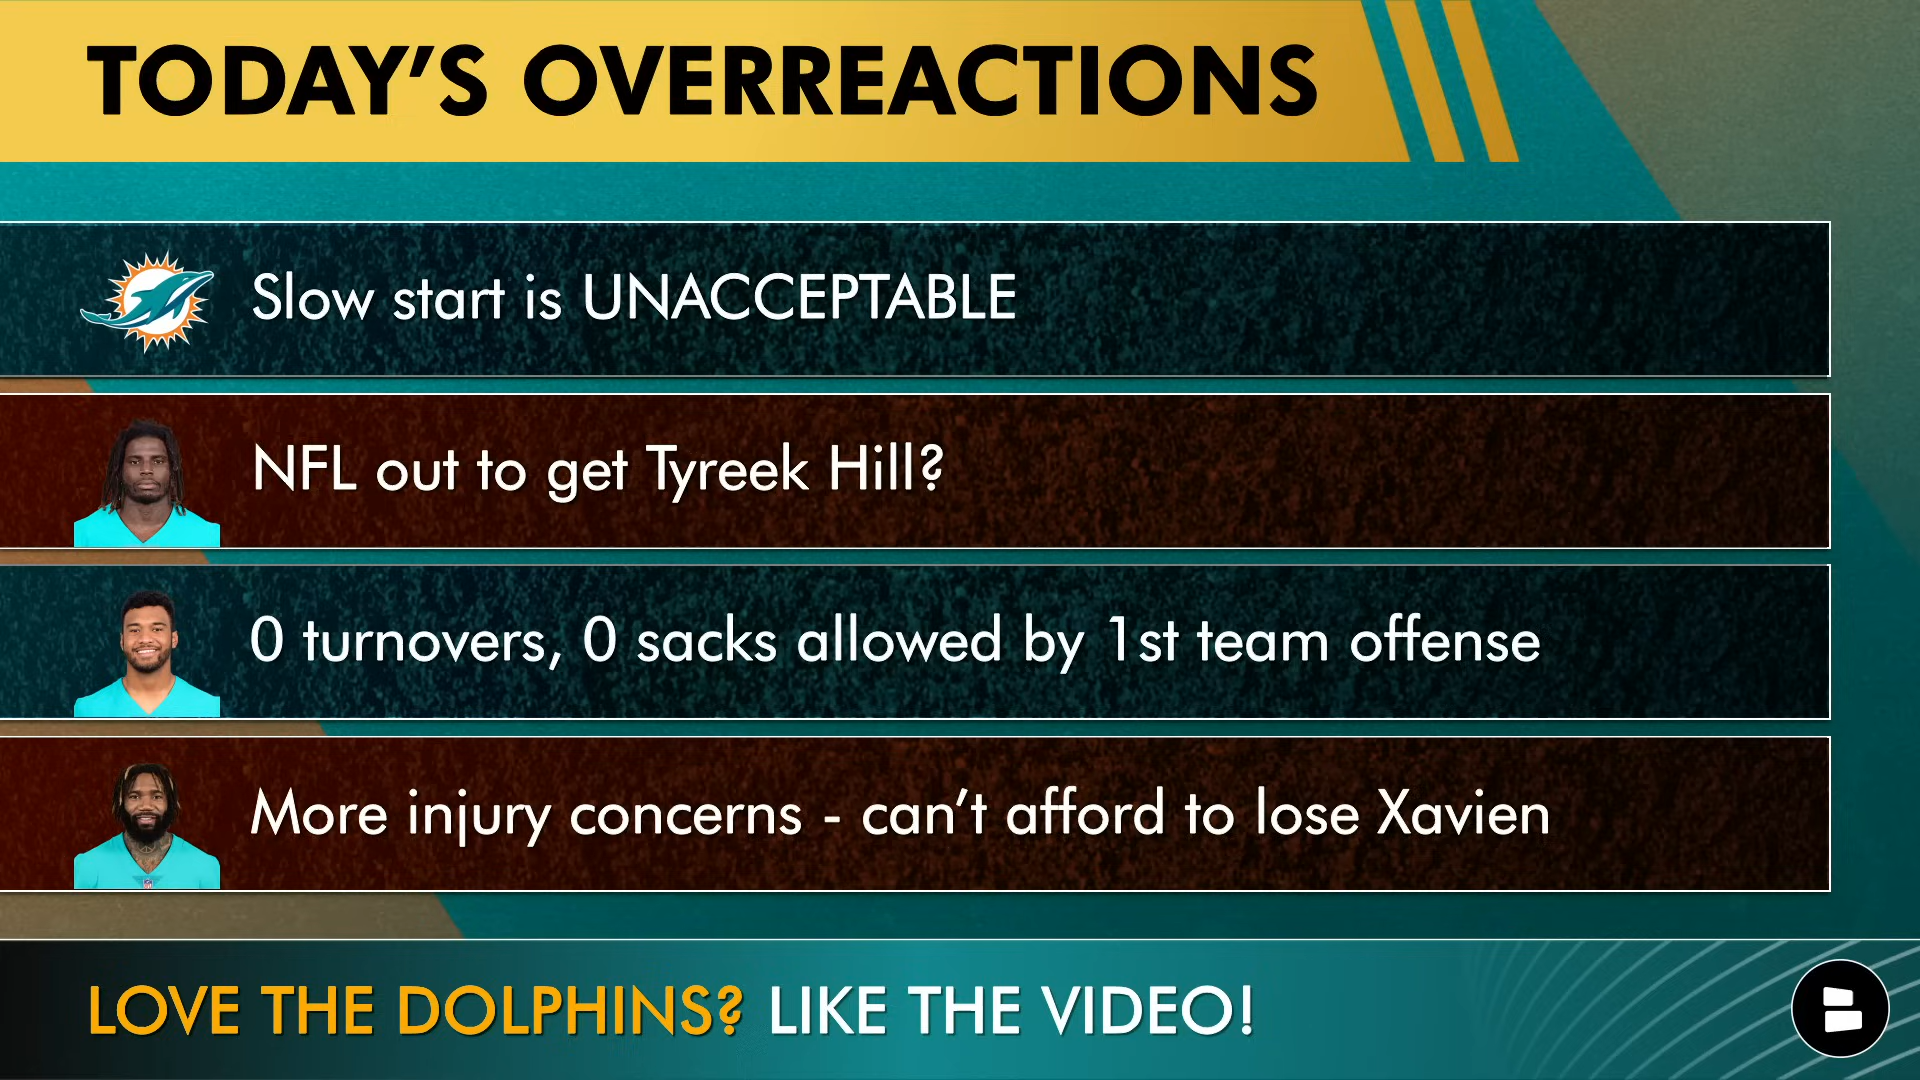 TODAY'S OVERREACTIONS
Slow start is UNACCEPTABLE
NFL out to get Tyreek Hill?
0 turnovers, 0 sacks allowed by 1st team offense
More injury concerns - can't afford to lose Xavien
LOVE THE DOLPHINS? LIKE THE VIDEO!